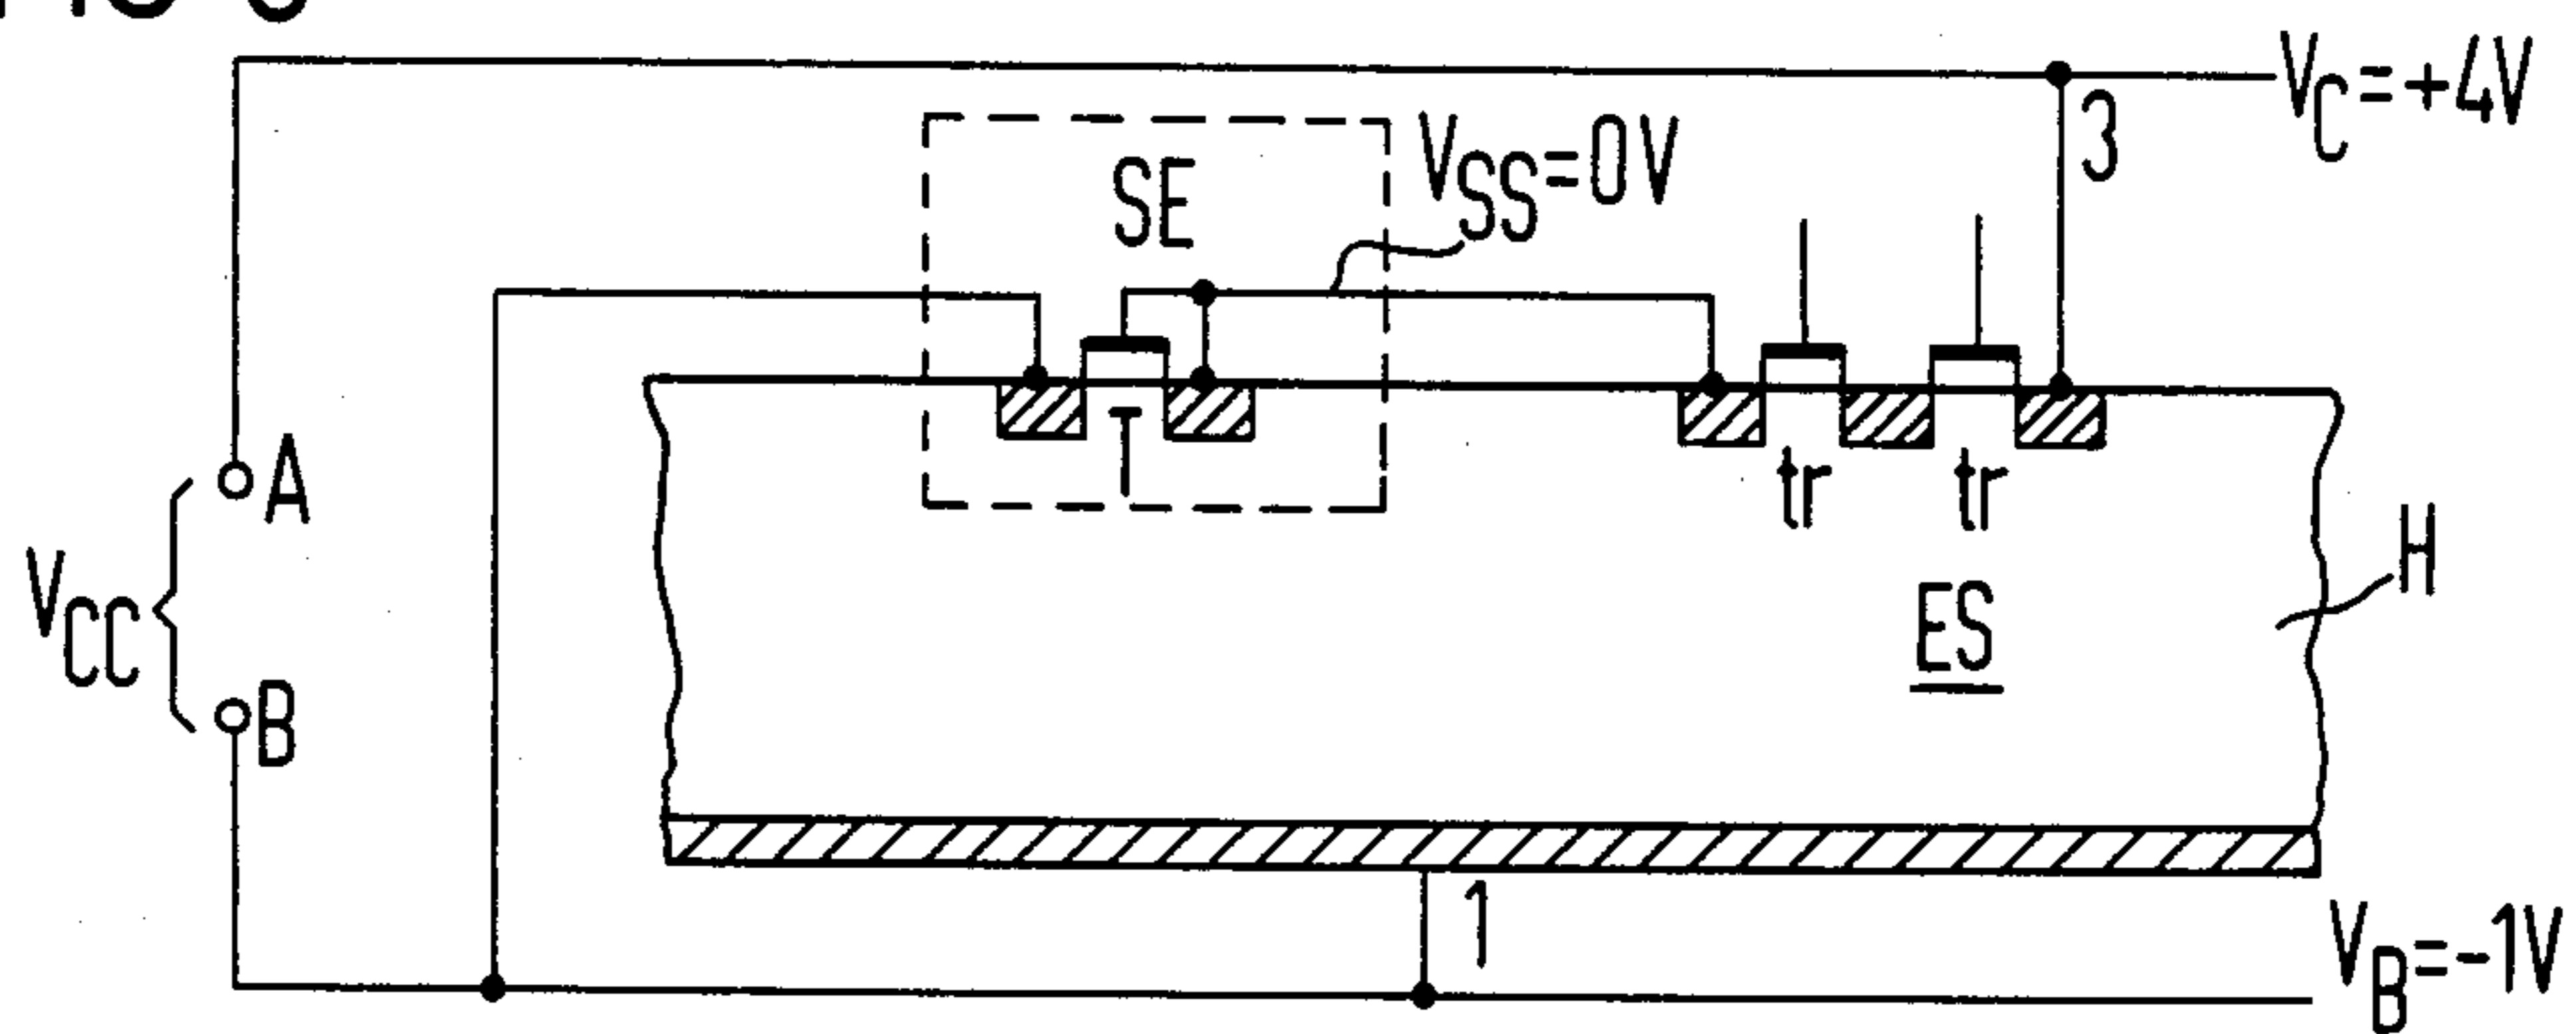 V_C=+4V
3
V_SS=0V
SE
T
tr
tr
A
V_CC
B
H
ES
1
V_B=-1V